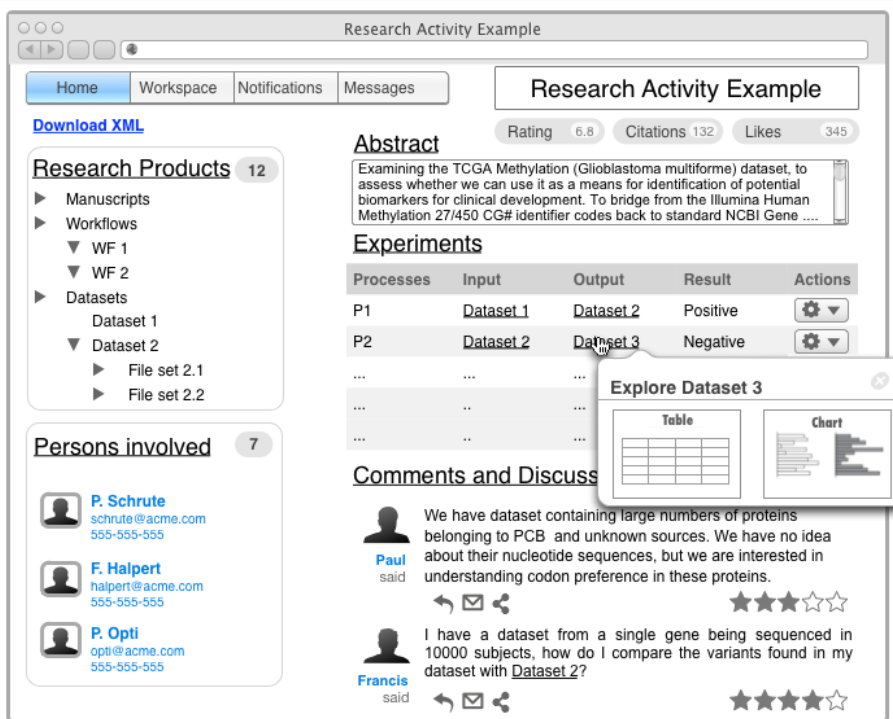 Research Activity Example
Home Workspace Notifications Messages
Research Activity Example
Download XML
Rating 6.8 Citations 132 Likes 345
Research Products 12
Manuscripts
Workflows
WF 1
WF 2
Datasets
Dataset 1
Dataset 2
File set 2.1
File set 2.2
Persons involved 7
P. Schrute
schrute@acme.com
555-555-555
F. Halpert
halpert@acme.com
555-555-555
P. Opti
opti@acme.com
555-555-555
Abstract
Examining the TCGA Methylation (Glioblastoma multiforme) dataset, to
assess whether we can use it as a means for identification of potential
biomarkers for clinical development. To bridge from the Illumina Human
Methylation 27/450 CG# identifier codes back to standard NCBI Gene ....
Experiments
Processes Input Output Result Actions
P1 Dataset 1 Dataset 2 Positive
P2 Dataset 2 Dataset 3 Negative
... ... ...
... .. ...
... .. ...
Explore Dataset 3
Table Chart
Comments and Discuss
We have dataset containing large numbers of proteins
belonging to PCB and unknown sources. We have no idea
about their nucleotide sequences, but we are interested in
understanding codon preference in these proteins.
Paul
said
I have a dataset from a single gene being sequenced in
10000 subjects, how do I compare the variants found in my
dataset with Dataset 2?
Francis
said